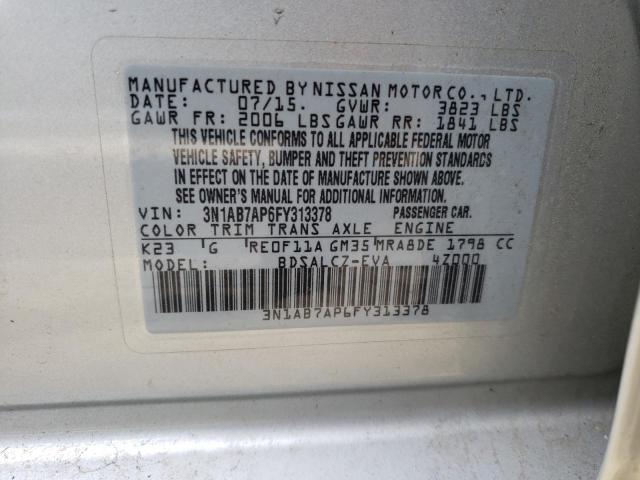 MANUFACTURED BY NISSAN MOTOR CO., LTD.
DATE: 07/15. GVWR: 3823 LBS
GAWR FR: 2006 LBS GAWR RR: 1841 LBS
THIS VEHICLE CONFORMS TO ALL APPLICABLE FEDERAL MOTOR
VEHICLE SAFETY, BUMPER AND THEFT PREVENTION STANDARDS
IN EFFECT ON THE DATE OF MANUFACTURE SHOWN ABOVE.
SEE OWNER'S MANUAL FOR ADDITIONAL INFORMATION.
VIN: 3N1AB7AP6FY313378 PASSENGER CAR.
COLOR TRIM TRANS AXLE ENGINE
K23 G RE0F11A GM35 MRA8DE 1798 CC
MODEL: BDSALCZ-EVA 4Z000
3N1AB7AP6FY313378